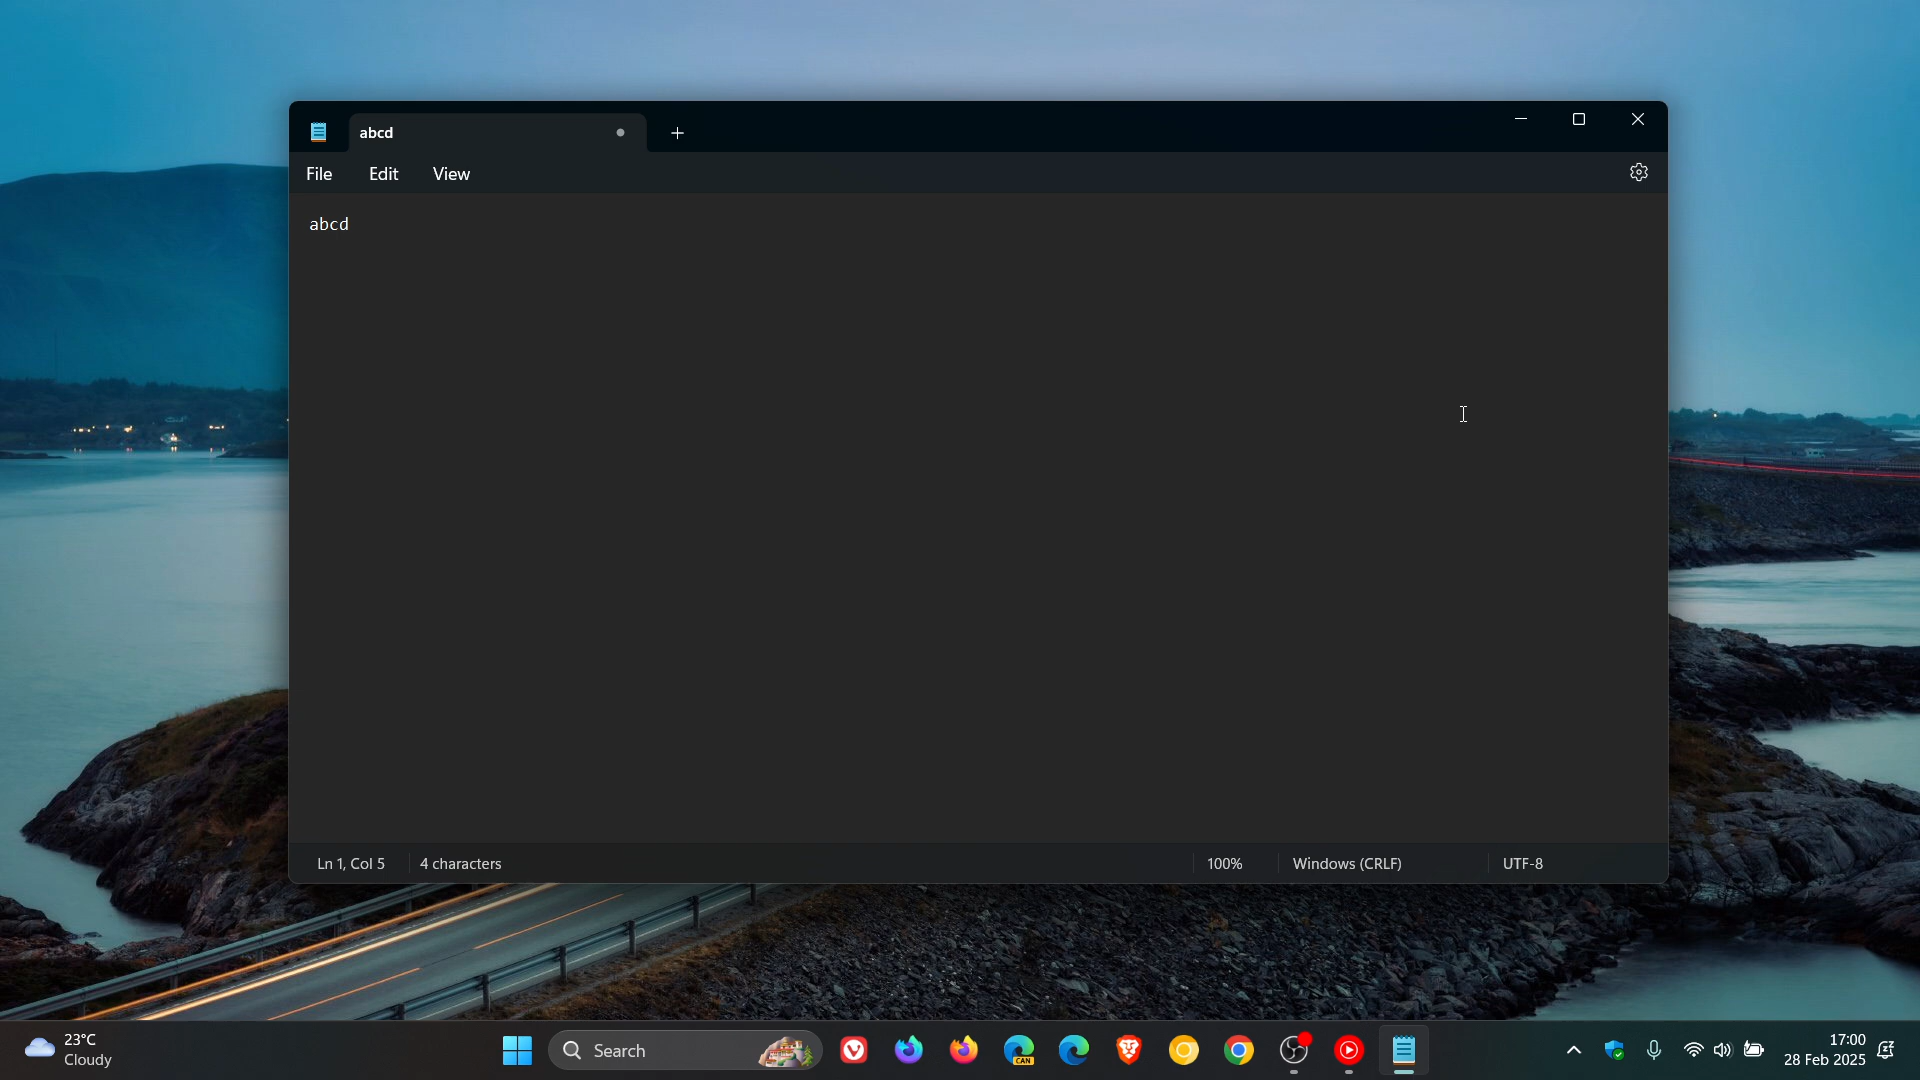 abcd
File Edit View
abcd
Ln 1, Col 5 4 characters 100% Windows (CRLF) UTF-8
23°C
Cloudy
Search
CAN
17:00
28 Feb 2025